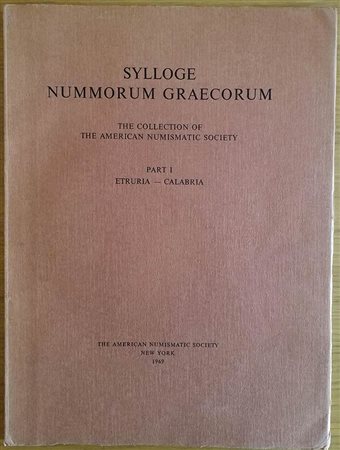 SYLLOGE
NUMMORUM GRAECORUM
THE COLLECTION OF
THE AMERICAN NUMISMATIC SOCIETY
PART I
ETRURIA — CALABRIA
THE AMERICAN NUMISMATIC SOCIETY
NEW YORK
1969